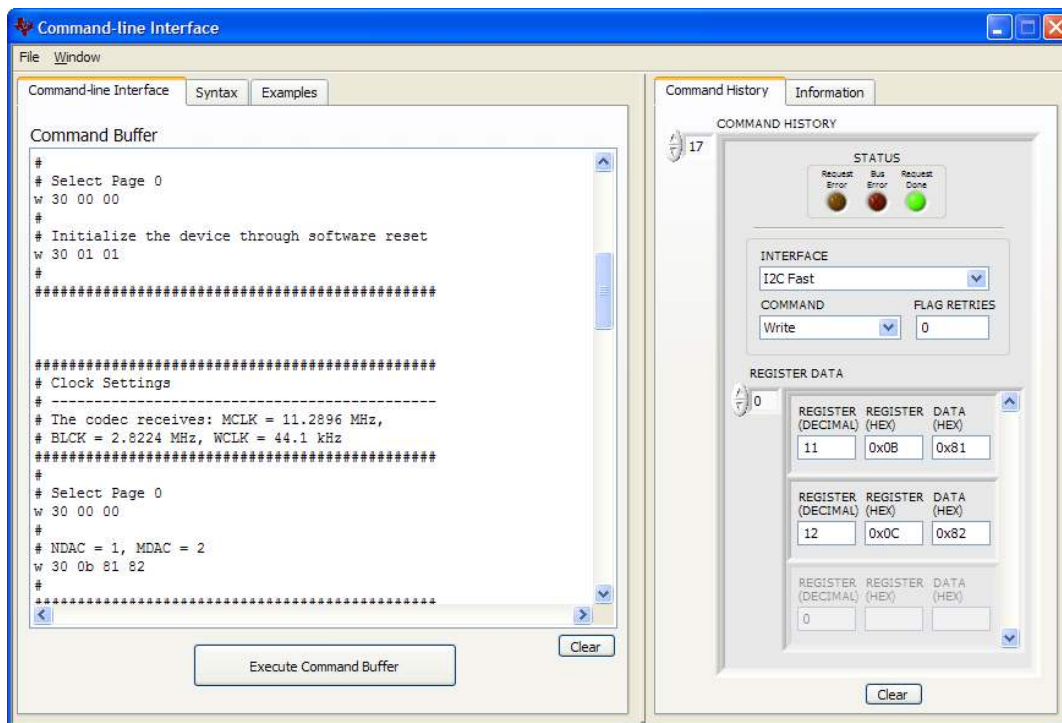 Command-line Interface
File Window
Command-line Interface Syntax Examples
Command Buffer
#
# Select Page 0
w 30 00 00
#
# Initialize the device through software reset
w 30 01 01
#
###############################################
###############################################
# Clock Settings
# ---------------------------------------------
# The codec receives: MCLK = 11.2896 MHz,
# BLCK = 2.8224 MHz, WCLK = 44.1 kHz
###############################################
#
# Select Page 0
w 30 00 00
#
# NDAC = 1, MDAC = 2
w 30 0b 81 82
#
###############################################
Clear
Execute Command Buffer
Command History Information
COMMAND HISTORY
17
STATUS
Request Error Bus Error Request Done
INTERFACE
I2C Fast
COMMAND FLAG RETRIES
Write 0
REGISTER DATA
0
REGISTER REGISTER DATA
(DECIMAL) (HEX) (HEX)
11 0x0B 0x81
REGISTER REGISTER DATA
(DECIMAL) (HEX) (HEX)
12 0x0C 0x82
REGISTER REGISTER DATA
(DECIMAL) (HEX) (HEX)
0
Clear